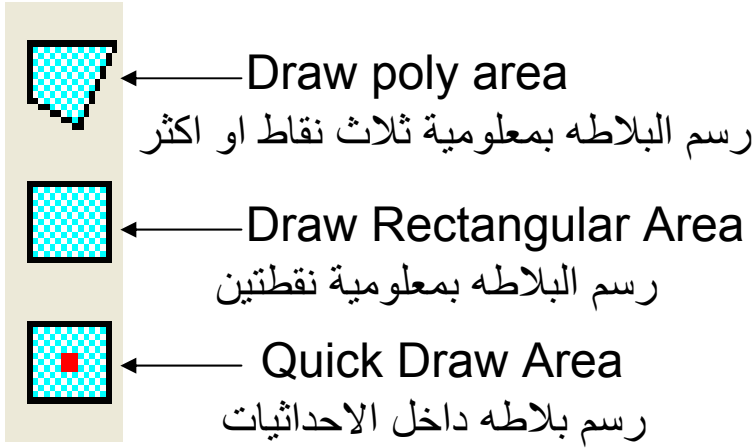 Draw poly area
رسم البلاطه بمعلومية ثلاث نقاط او اكثر
Draw Rectangular Area
رسم البلاطه بمعلومية نقطتين
Quick Draw Area
رسم بلاطه داخل الاحداثيات